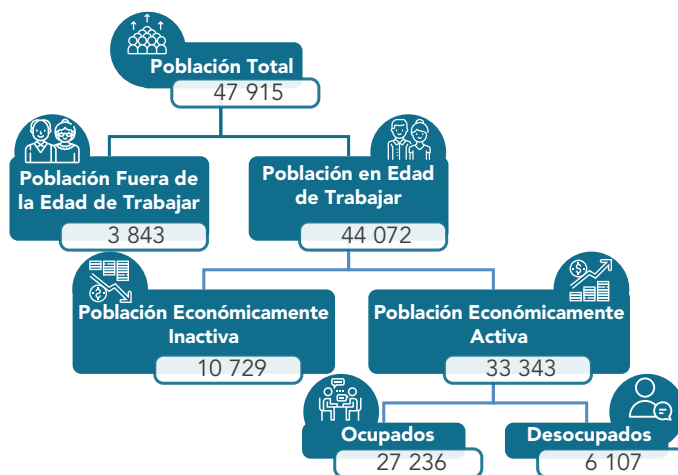 Población Total
47 915
Población Fuera de
la Edad de Trabajar
3 843
Población en Edad
de Trabajar
44 072
Población Económicamente
Inactiva
10 729
Población Económicamente
Activa
33 343
Ocupados
27 236
Desocupados
6 107